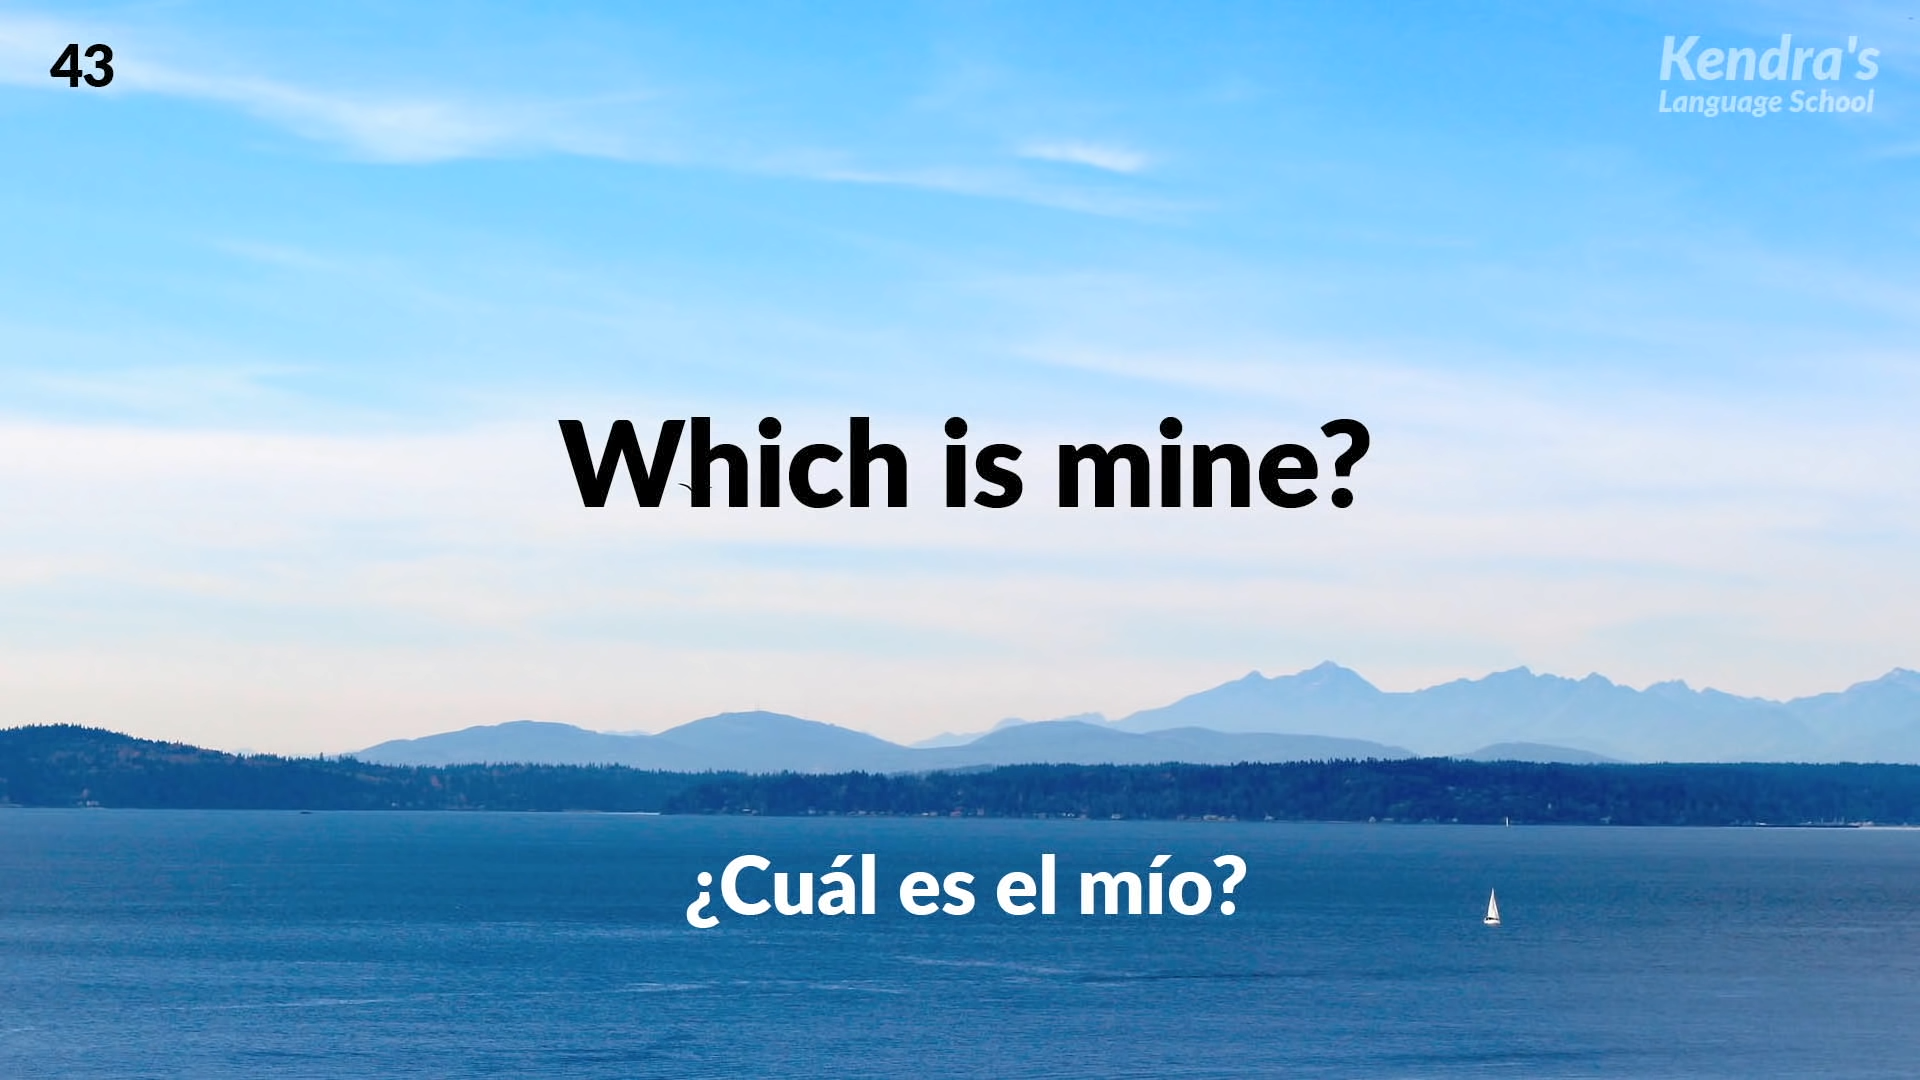 43
Kendra's
Language School
Which is mine?
¿Cuál es el mío?